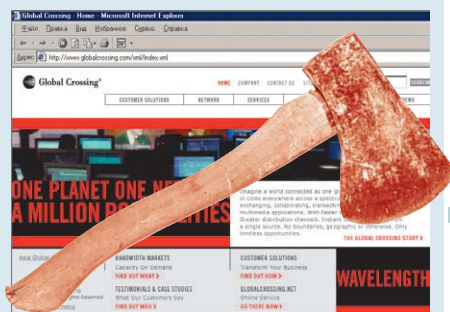 Global Crossing - Home - Microsoft Internet Explorer
Файл Правка Вид Избранное Сервис Справка
Адрес http://www.globalcrossing.com/xml/index.xml
Global Crossing
HOME COMPANY CONTACT US
CUSTOMER SOLUTIONS NETWORK SERVICES
ONE PLANET ONE
A MILLION
Imagine a world connected as one
in cities everywhere across a
exchanging, collaborating,
multimedia applications. With faster
Greater distribution channels. Instant
a single source. No boundaries, geographic or otherwise. Only
limitless opportunities.
THE GLOBAL CROSSING STORY >
BANDWIDTH MARKETS
Capacity On Demand
FIND OUT WHAT >
TESTIMONIALS & CASE STUDIES
What Our Customers Say
FIND OUT WHO >
CUSTOMER SOLUTIONS
Transform Your Business
FIND OUT HOW >
GLOBALCROSSING.NET
Online Service
GO THERE NOW >
WAVELENGTH
Rights Reserved